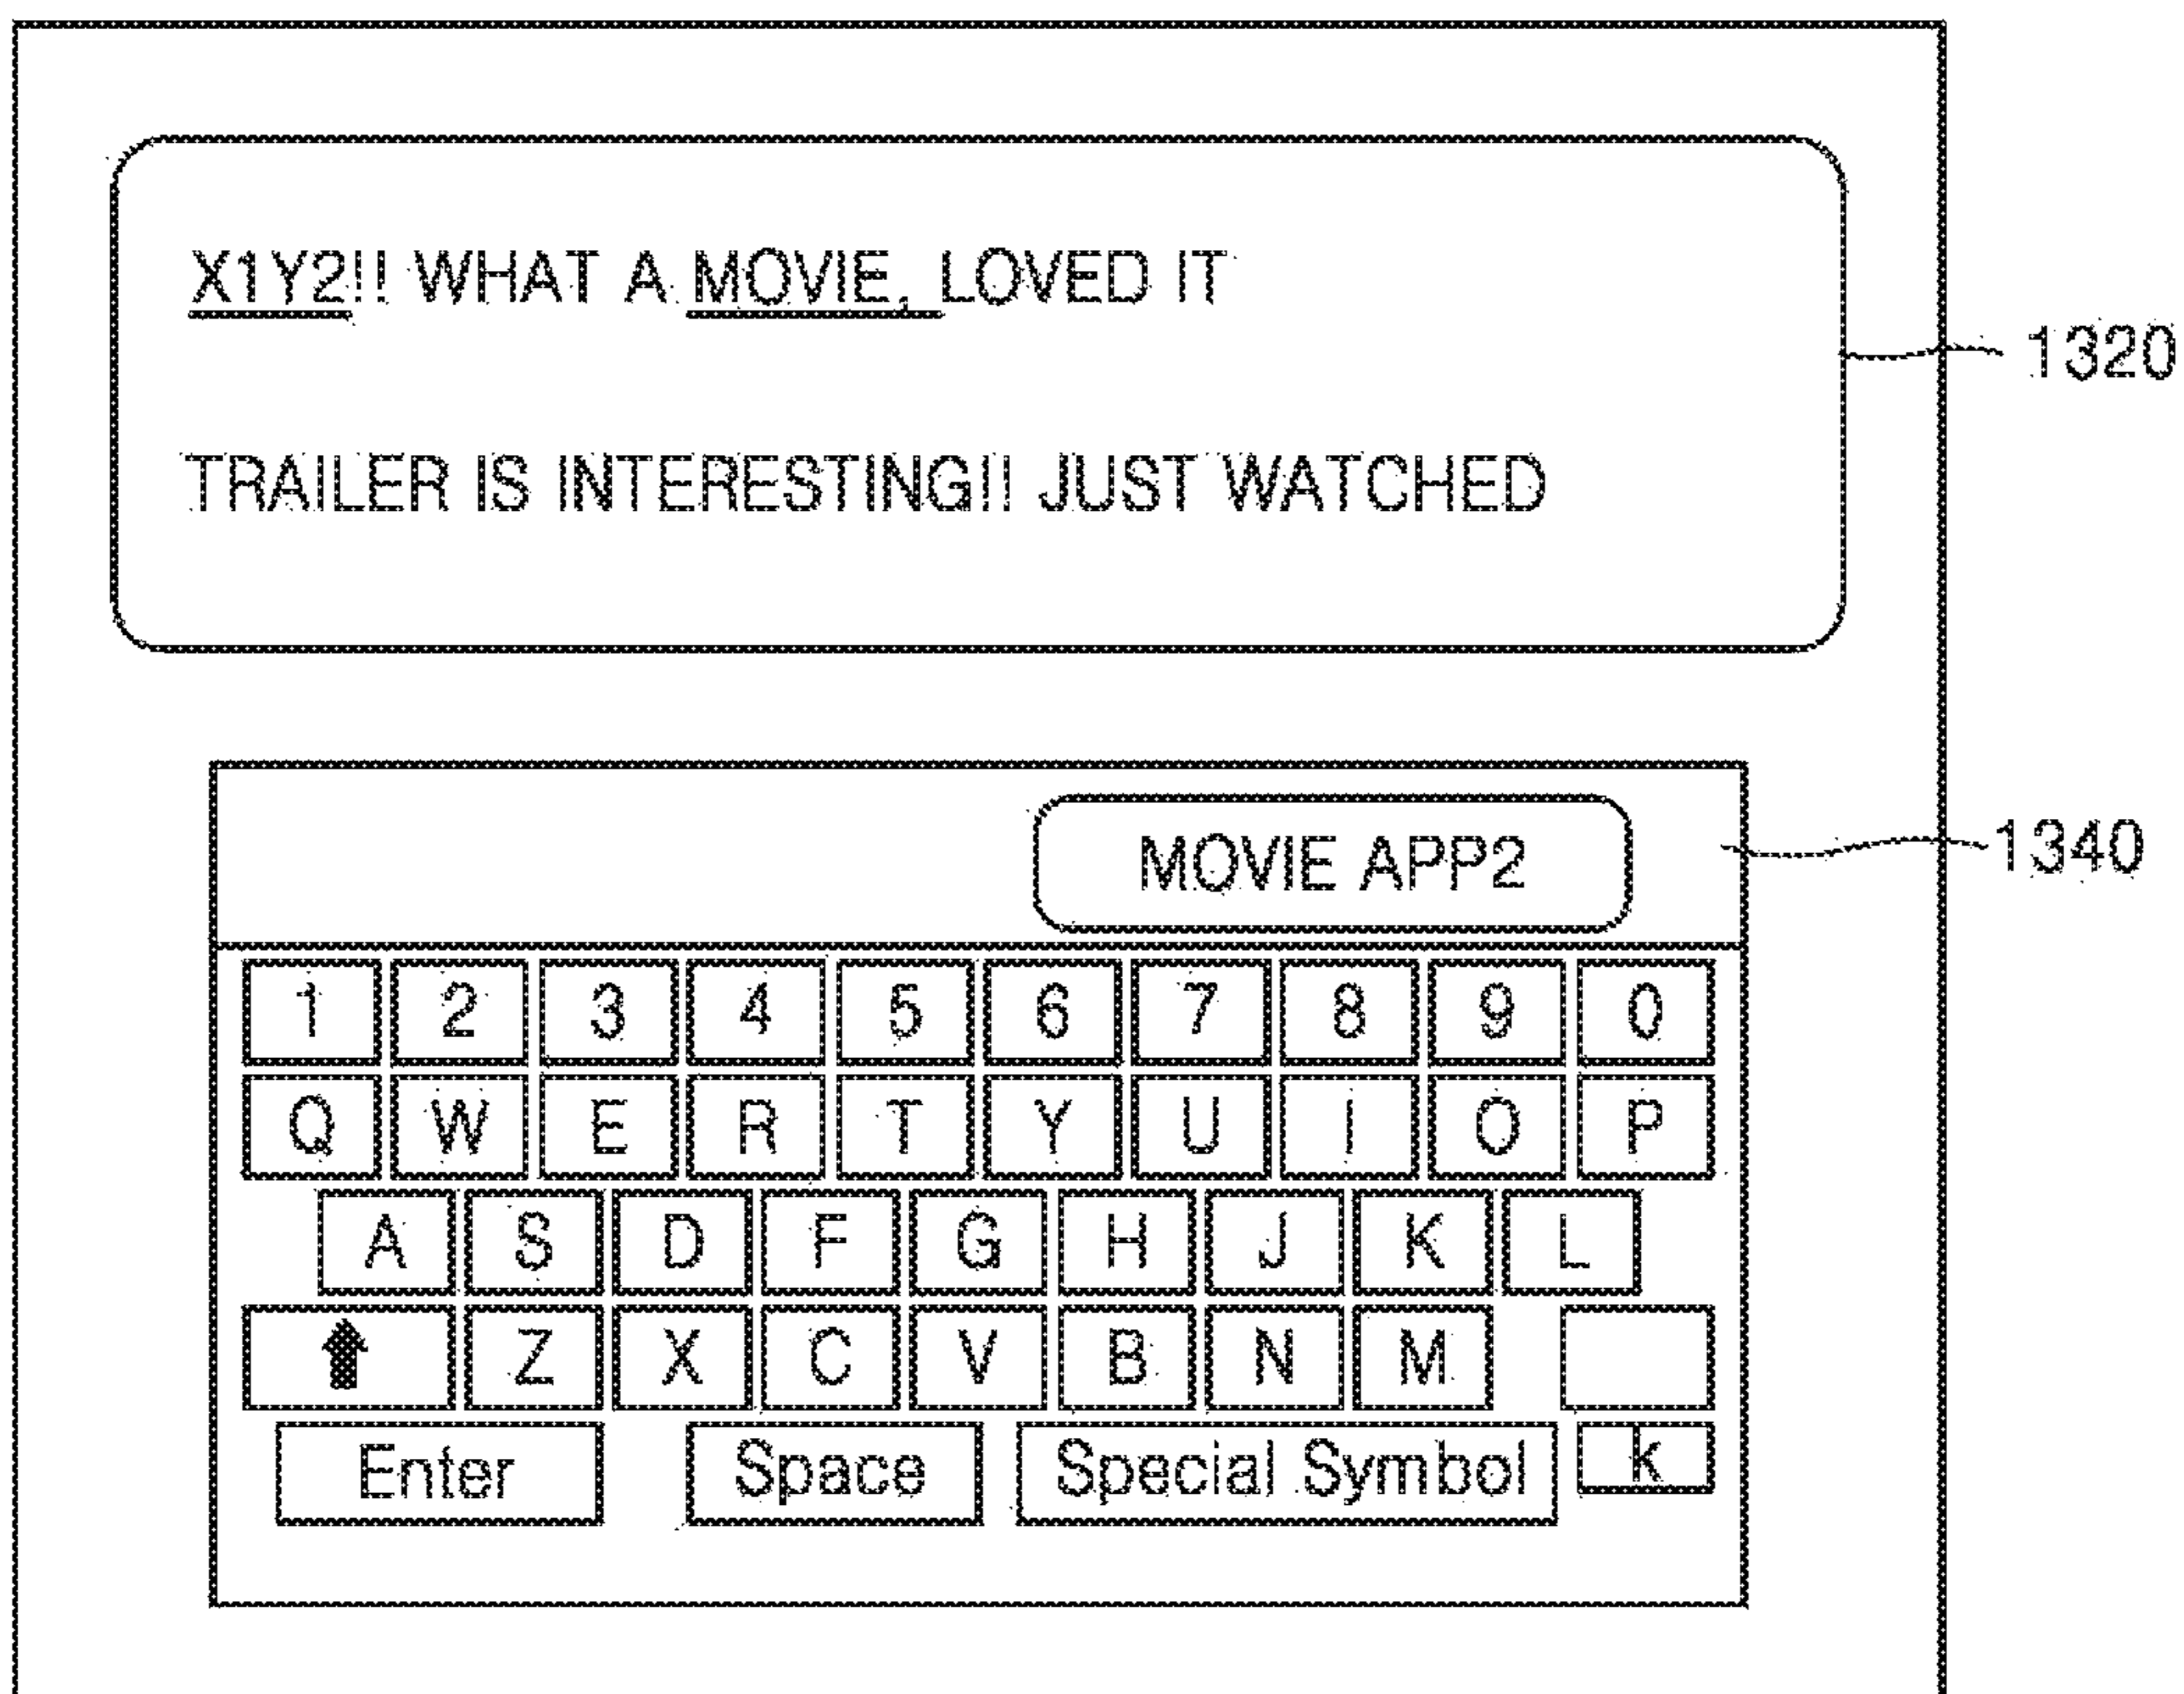 X1Y2!! WHAT A MOVIE, LOVED IT
1320
TRAILER IS INTERESTING!! JUST WATCHED
MOVIE APP2
1340
1 2 3 4 5 6 7 8 9 0
Q W E R T Y U I O P
A S D F G H J K L
Z X C V B N M
Enter Space Special Symbol k